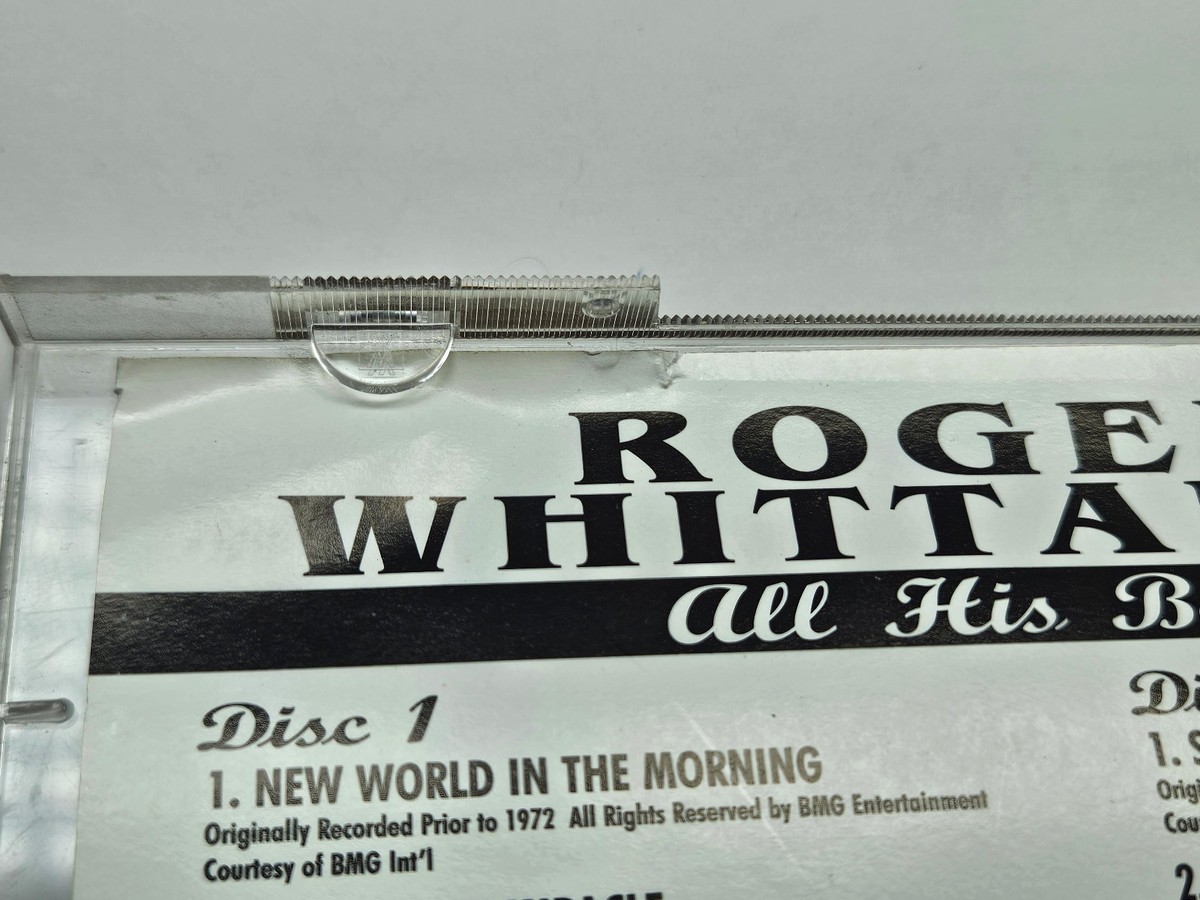 ROGE
WHITTA
All His B
Disc 1
1. NEW WORLD IN THE MORNING
Originally Recorded Prior to 1972 All Rights Reserved by BMG Entertainment
Courtesy of BMG Int'l
Di
1. S
Orig
Cou
2.